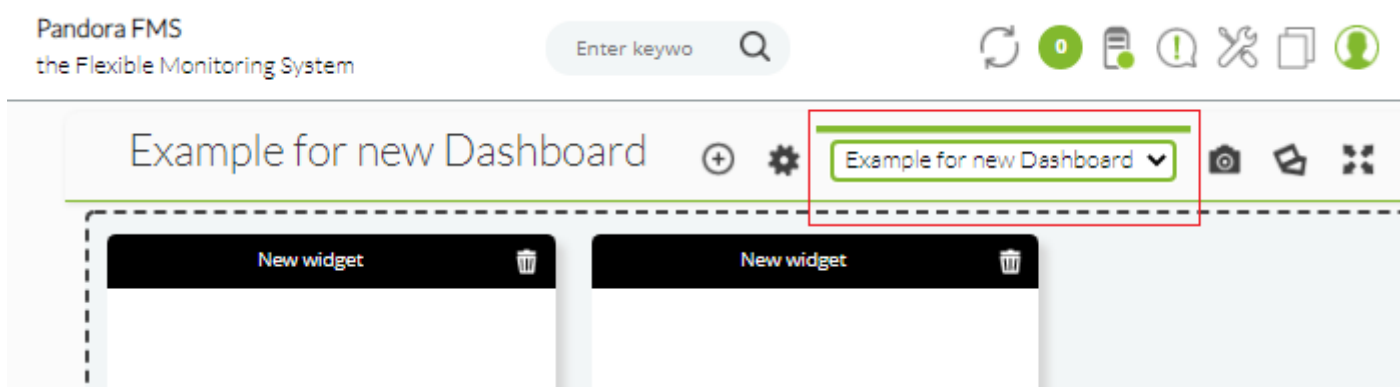 Pandora FMS
the Flexible Monitoring System
Enter keywo
0
Example for new Dashboard
Example for new Dashboard
New widget
New widget